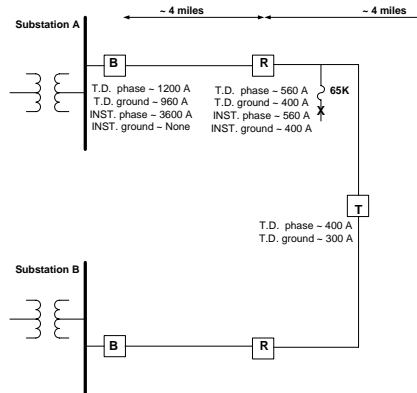 ~ 4 miles
~ 4 miles
Substation A
B
R
65K
T.D. phase ~ 1200 A
T.D. ground ~ 960 A
INST. phase ~ 3600 A
INST. ground ~ None
T.D. phase ~ 560 A
T.D. ground ~ 400 A
INST. phase ~ 560 A
INST. ground ~ 400 A
X
T
T.D. phase ~ 400 A
T.D. ground ~ 300 A
Substation B
B
R